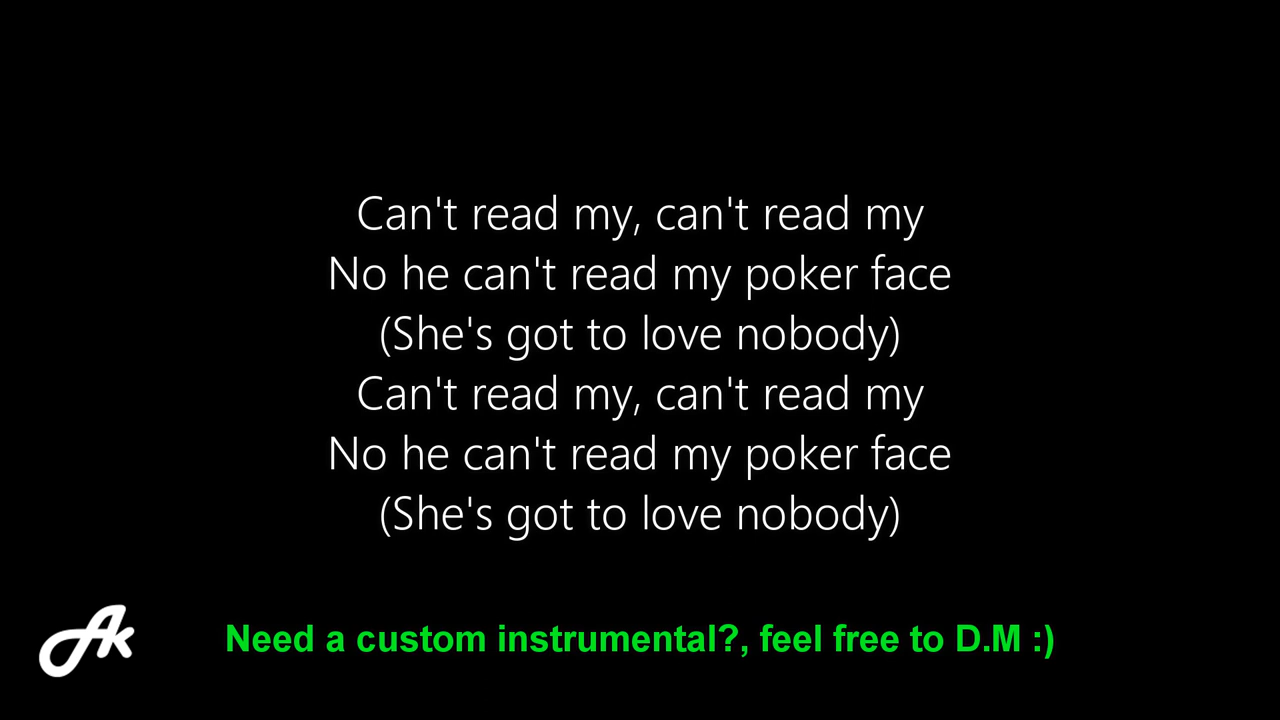 Can't read my, can't read my
No he can't read my poker face
(She's got to love nobody)
Can't read my, can't read my
No he can't read my poker face
(She's got to love nobody)
Ak
Need a custom instrumental?, feel free to D.M :)